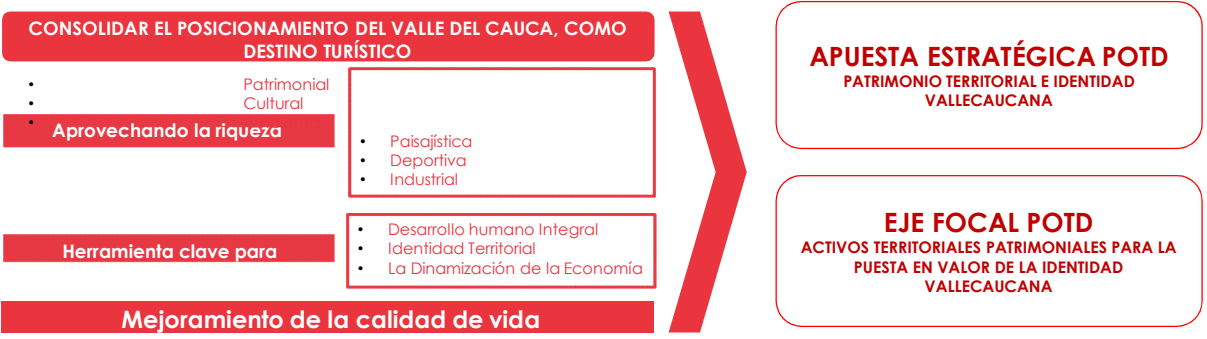 CONSOLIDAR EL POSICIONAMIENTO DEL VALLE DEL CAUCA, COMO
DESTINO TURÍSTICO
• Patrimonial
• Cultural
•
Aprovechando la riqueza
• Paisajística
• Deportiva
• Industrial
Herramienta clave para
• Desarrollo humano Integral
• Identidad Territorial
• La Dinamización de la Economía
Mejoramiento de la calidad de vida
APUESTA ESTRATÉGICA POTD
PATRIMONIO TERRITORIAL E IDENTIDAD
VALLECAUCANA
EJE FOCAL POTD
ACTIVOS TERRITORIALES PATRIMONIALES PARA LA
PUESTA EN VALOR DE LA IDENTIDAD
VALLECAUCANA